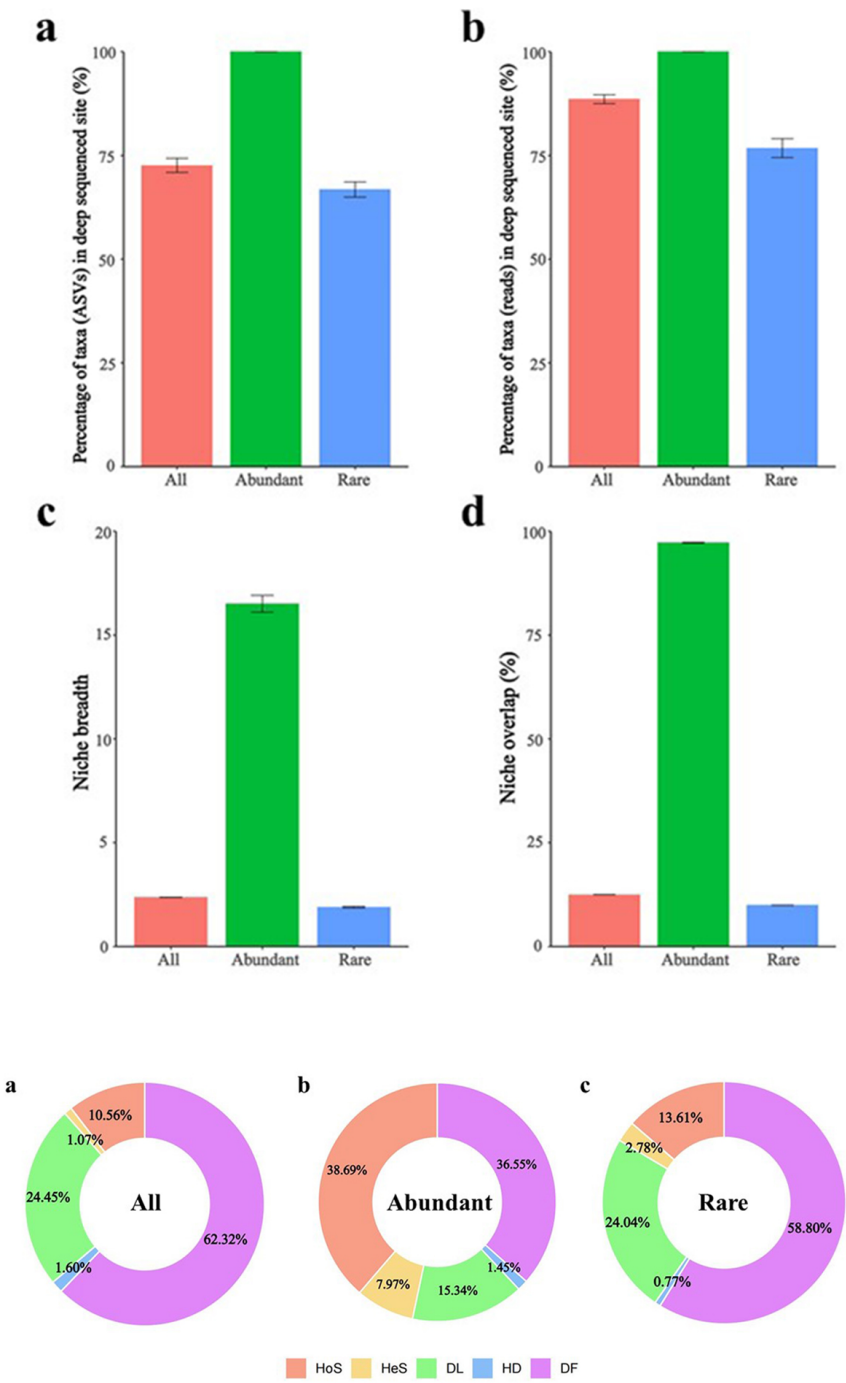 a
Percentage of taxa (ASVs) in deep sequenced site (%)
100
75
50
25
0
All Abundant Rare
b
Percentage of taxa (reads) in deep sequenced site (%)
100
75
50
25
0
All Abundant Rare
c
Niche breadth
20
15
10
5
0
All Abundant Rare
d
Niche overlap (%)
100
75
50
25
0
All Abundant Rare
a
10.56%
1.07%
24.45%
All
62.32%
1.60%
b
38.69%
36.55%
Abundant
1.45%
7.97%
15.34%
c
13.61%
2.78%
24.04%
Rare
58.80%
0.77%
HoS HeS DL HD DF